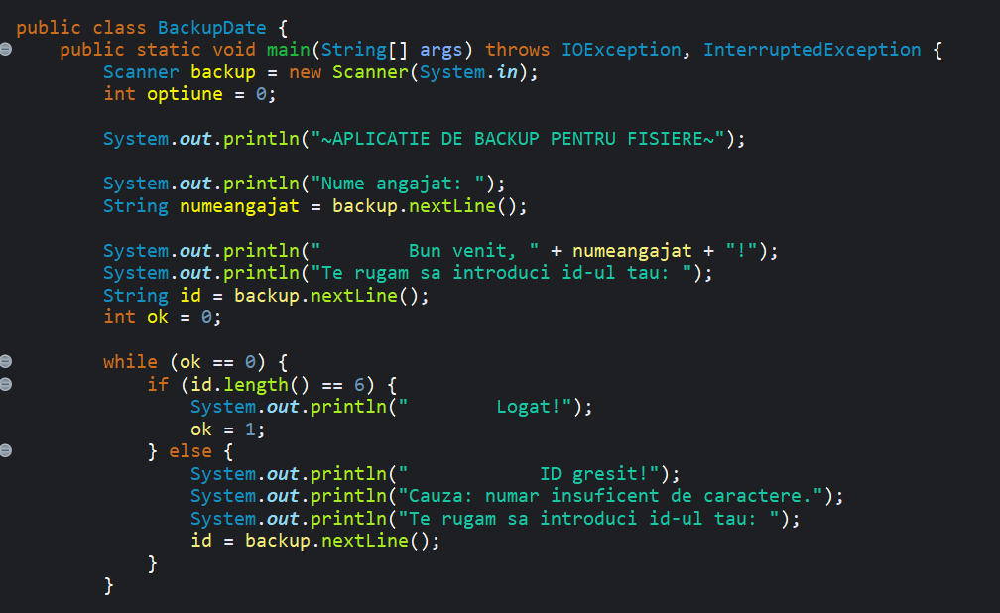 public class BackupDate {
    public static void main(String[] args) throws IOException, InterruptedException {
        Scanner backup = new Scanner(System.in);
        int optiune = 0;

        System.out.println("~APLICATIE DE BACKUP PENTRU FISIERE~");

        System.out.println("Nume angajat: ");
        String numeangajat = backup.nextLine();

        System.out.println("        Bun venit, " + numeangajat + "!");
        System.out.println("Te rugam sa introduci id-ul tau: ");
        String id = backup.nextLine();
        int ok = 0;

        while (ok == 0) {
            if (id.length() == 6) {
                System.out.println("        Logat!");
                ok = 1;
            } else {
                System.out.println("            ID gresit!");
                System.out.println("Cauza: numar insuficent de caractere.");
                System.out.println("Te rugam sa introduci id-ul tau: ");
                id = backup.nextLine();
            }
        }